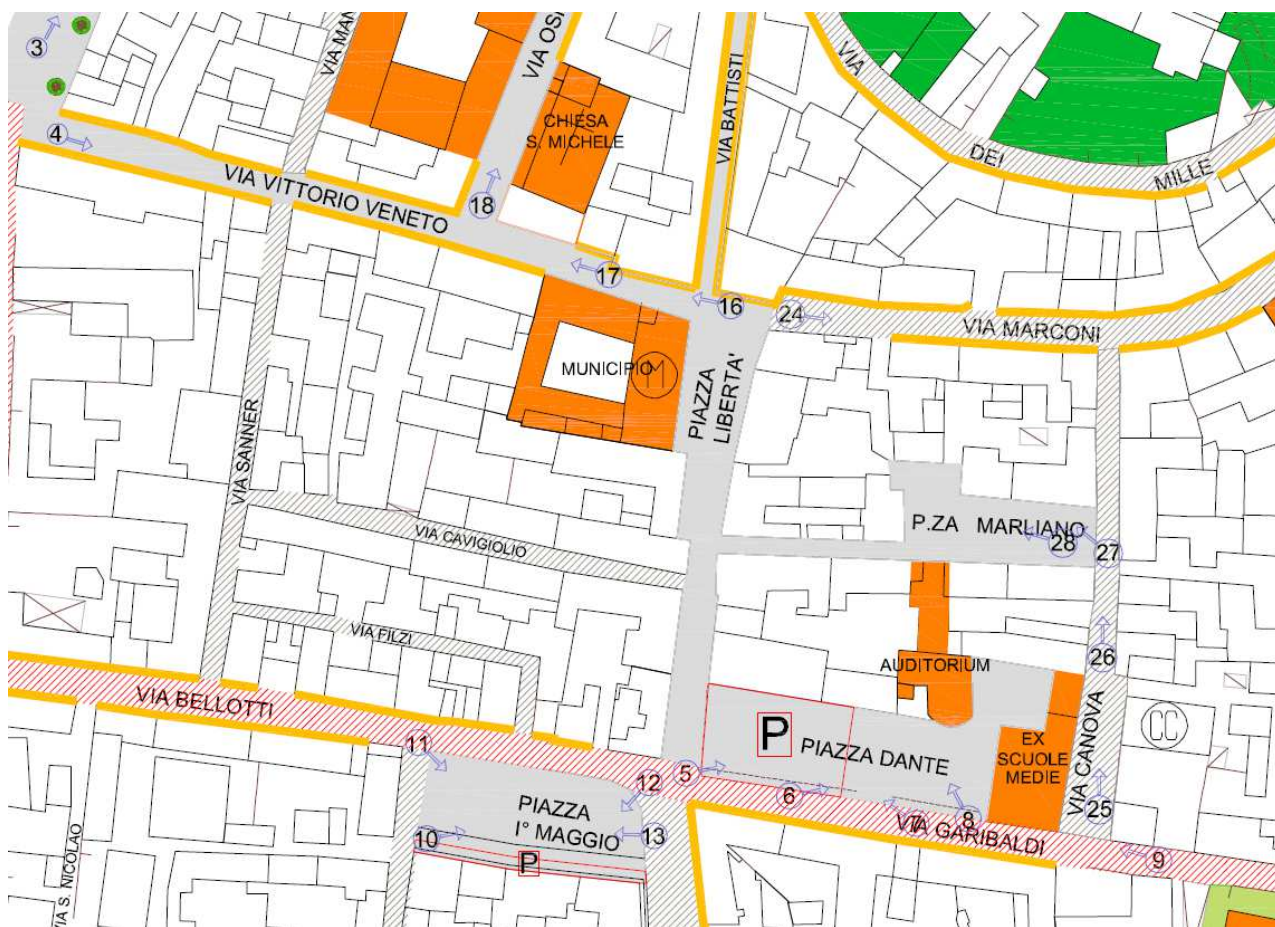 3
VIA
VIA
VIA BATTISTI
CHIESA
S. MICHELE
4
DEI
MILLE
VIA VITTORIO VENETO
18
17
16
24
VIA MARCONI
MUNICIPIO
M
PIAZZA
LIBERTA'
VIA SANNER
P.ZA MARLIANO
28
27
VIA CAVIGIOLIO
VIA FILZI
26
AUDITORIUM
VIA BELLOTTI
P
PIAZZA DANTE
EX
SCUOLE
MEDIE
VIA CANOVA
CC
11
5
12
6
25
PIAZZA
I° MAGGIO
10
13
7
8
VIA GARIBALDI
P
9
VIA S. NICOLAO